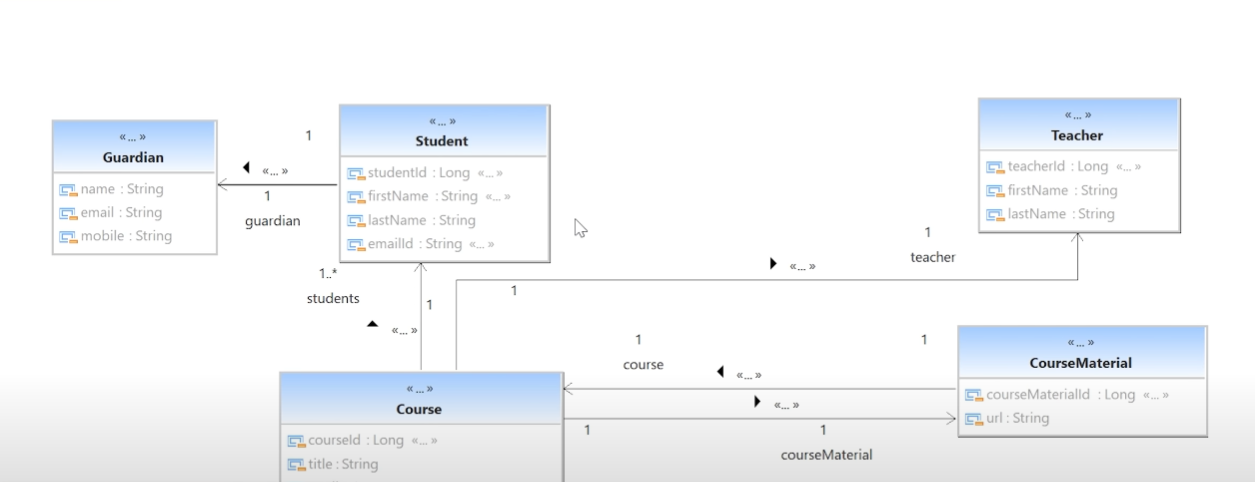 «... »
Guardian
name : String
email : String
mobile : String
1
«... »
1
guardian
«... »
Student
studentId : Long «... »
firstName : String «... »
lastName : String
emailId : String «... »
«... »
Teacher
teacherId : Long «... »
firstName : String
lastName : String
1..*
students
1
«... »
1
«... »
1
teacher
1
course
«... »
1
«... »
1
1
courseMaterial
«... »
CourseMaterial
courseMaterialId : Long «... »
url : String
«... »
Course
courseId : Long «... »
title : String